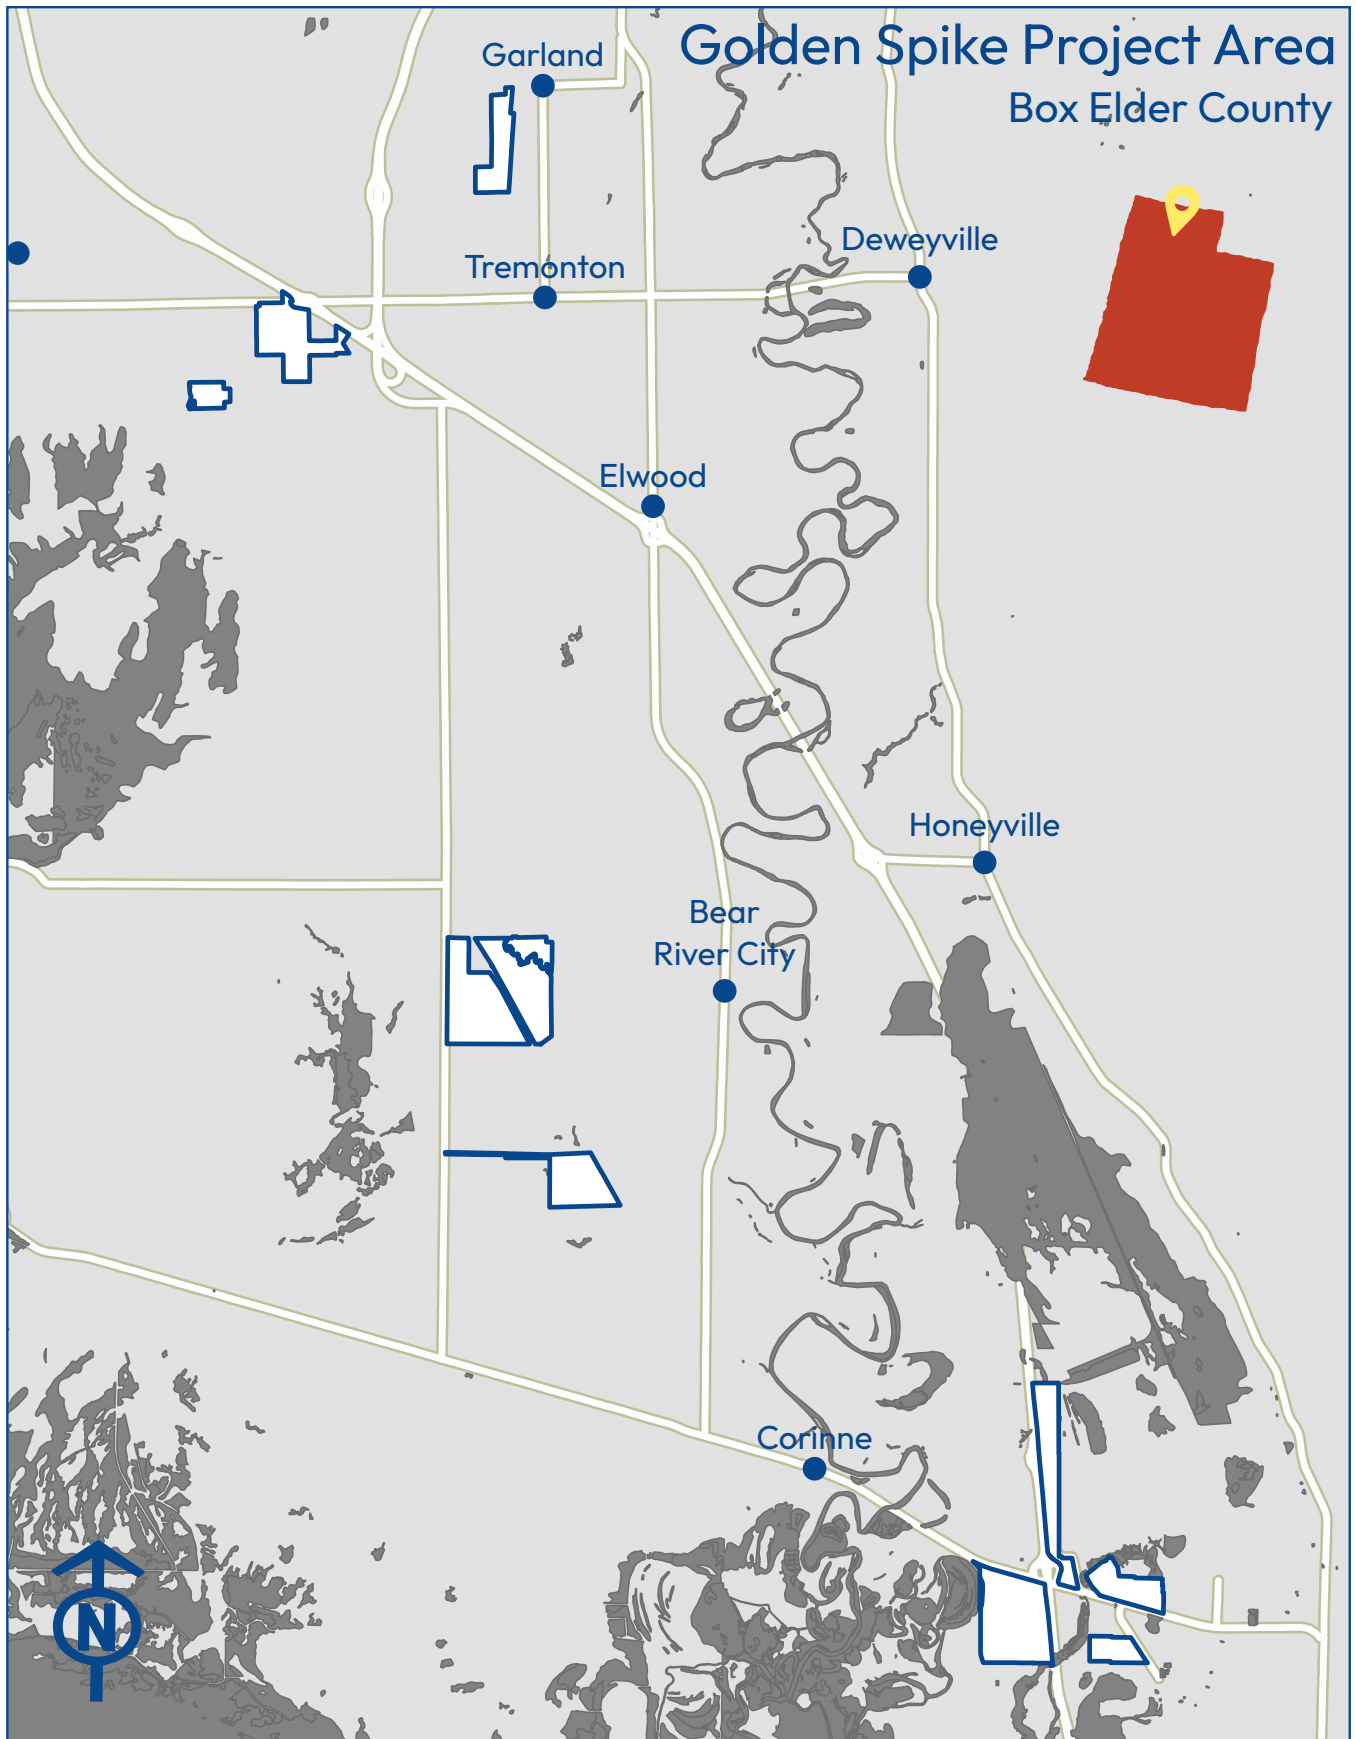 Golden Spike Project Area
Box Elder County
Garland
Deweyville
Tremonton
Elwood
Honeyville
Bear
River City
Corinne
N